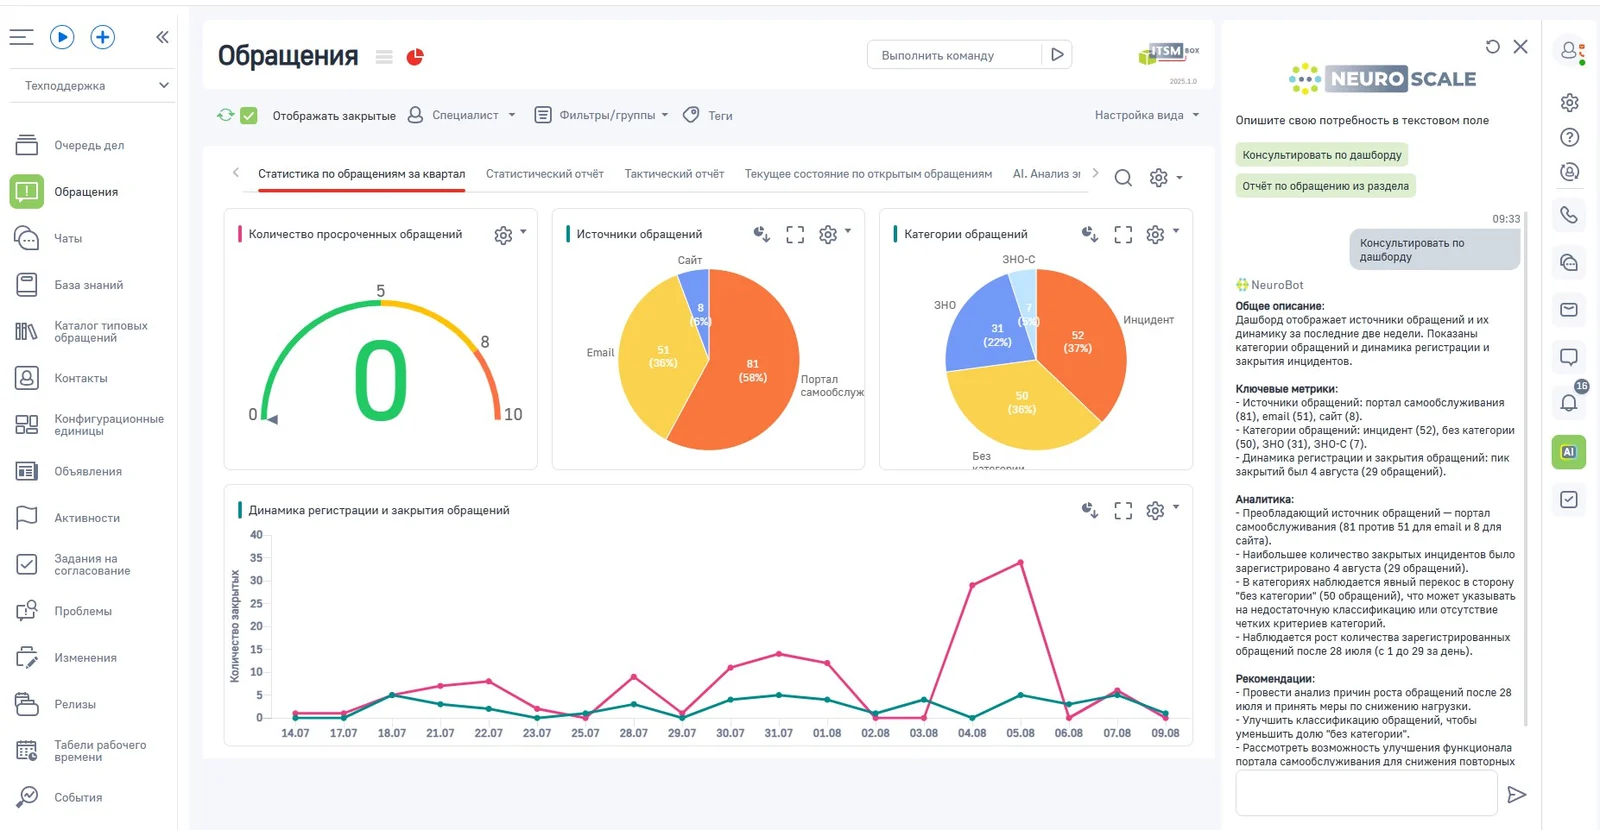 Техподдержка
Очередь дел
Обращения
Чаты
База знаний
Каталог типовых
обращений
Контакты
Конфигурационные
единицы
Объявления
Активности
Задания на
согласование
Проблемы
Изменения
Релизы
Табели рабочего
времени
События
Обращения
Выполнить команду
ITSM BOX
2025.1.0
Отображать закрытые
Специалист
Фильтры/группы
Теги
Настройка вида
Статистика по обращениям за квартал
Статистический отчёт
Тактический отчёт
Текущее состояние по открытым обращениям
AI. Анализ
Количество просроченных обращений
5
8
0
0
10
Источники обращений
Сайт
8
(6%)
Email
51
(36%)
81
(58%)
Портал
самообслуж
Категории обращений
ЗНО-С
7
(5%)
ЗНО
31
(22%)
Инцидент
52
(37%)
50
(36%)
Без
категории
Динамика регистрации и закрытия обращений
Количество закрытых
40
35
30
25
20
15
10
5
0
14.07 17.07 18.07 21.07 22.07 23.07 25.07 28.07 29.07 30.07 31.07 01.08 02.08 03.08 04.08 05.08 06.08 07.08 09.08
NEURO SCALE
Опишите свою потребность в текстовом поле
Консультировать по дашборду
Отчёт по обращению из раздела
09:33
Консультировать по
дашборду
NeuroBot
Общее описание:
Дашборд отображает источники обращений и их
динамику за последние две недели. Показаны
категории обращений и динамика регистрации и
закрытия инцидентов.
Ключевые метрики:
- Источники обращений: портал самообслуживания
(81), email (51), сайт (8).
- Категории обращений: инцидент (52), без категории
(50), ЗНО (31), ЗНО-С (7).
- Динамика регистрации и закрытия обращений: пик
закрытий был 4 августа (29 обращений).
Аналитика:
- Преобладающий источник обращений — портал
самообслуживания (81 против 51 для email и 8 для
сайта).
- Наибольшее количество закрытых инцидентов было
зарегистрировано 4 августа (29 обращений).
- В категориях наблюдается явный перекос в сторону
"без категории" (50 обращений), что может указывать
на недостаточную классификацию или отсутствие
четких критериев категорий.
- Наблюдается рост количества зарегистрированных
обращений после 28 июля (с 1 до 29 за день).
Рекомендации:
- Провести анализ причин роста обращений после 28
июля и принять меры по снижению нагрузки.
- Улучшить классификацию обращений, чтобы
уменьшить долю "без категории".
- Рассмотреть возможность улучшения функционала
портала самообслуживания для снижения повторных
16
AI